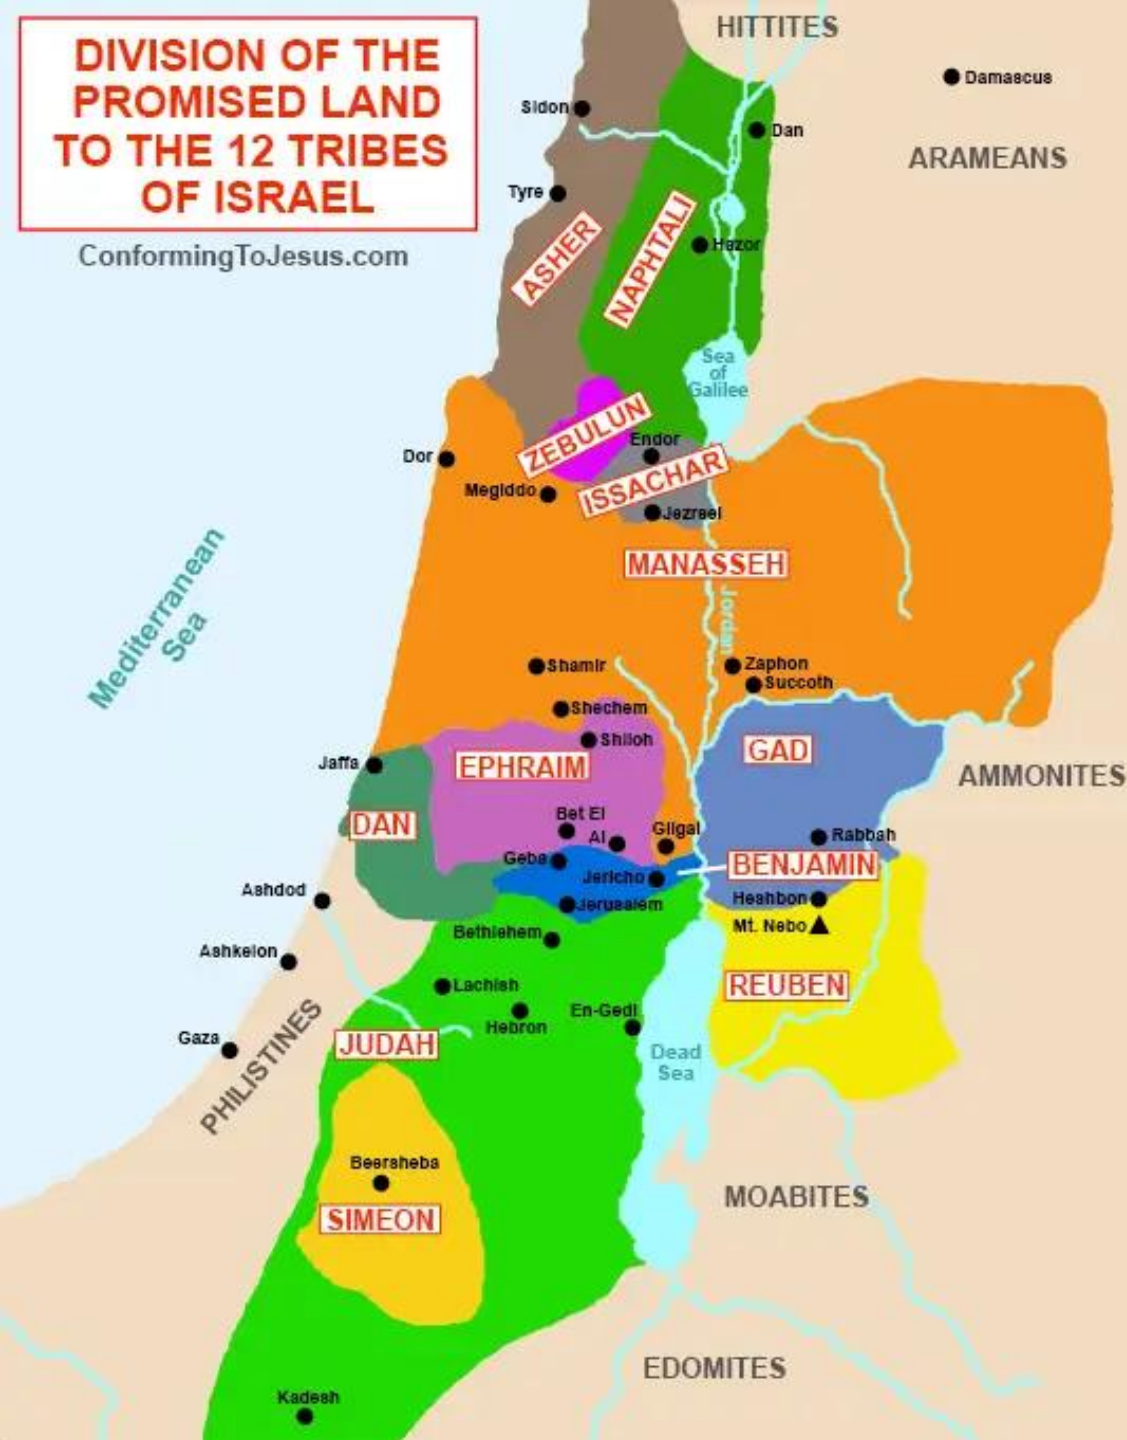 DIVISION OF THE
PROMISED LAND
TO THE 12 TRIBES
OF ISRAEL
ConformingToJesus.com
HITTITES
Damascus
Sidon
Dan
ARAMEANS
Tyre
ASHER
NAPHTALI
Hazor
Sea
of
Galilee
ZEBULUN
Endor
Dor
ISSACHAR
Megiddo
Jezreel
Mediterranean
Sea
MANASSEH
Jordan
Shamir
Zaphon
Succoth
Shechem
Shiloh
GAD
EPHRAIM
Jaffa
AMMONITES
DAN
Bet El
Ai
Gilgal
Rabbah
Geba
BENJAMIN
Jericho
Ashdod
Heshbon
Jerusalem
Mt. Nebo
Bethlehem
Ashkelon
Lachish
REUBEN
En-Gedi
Hebron
Gaza
JUDAH
PHILISTINES
Dead
Sea
Beersheba
MOABITES
SIMEON
EDOMITES
Kadesh